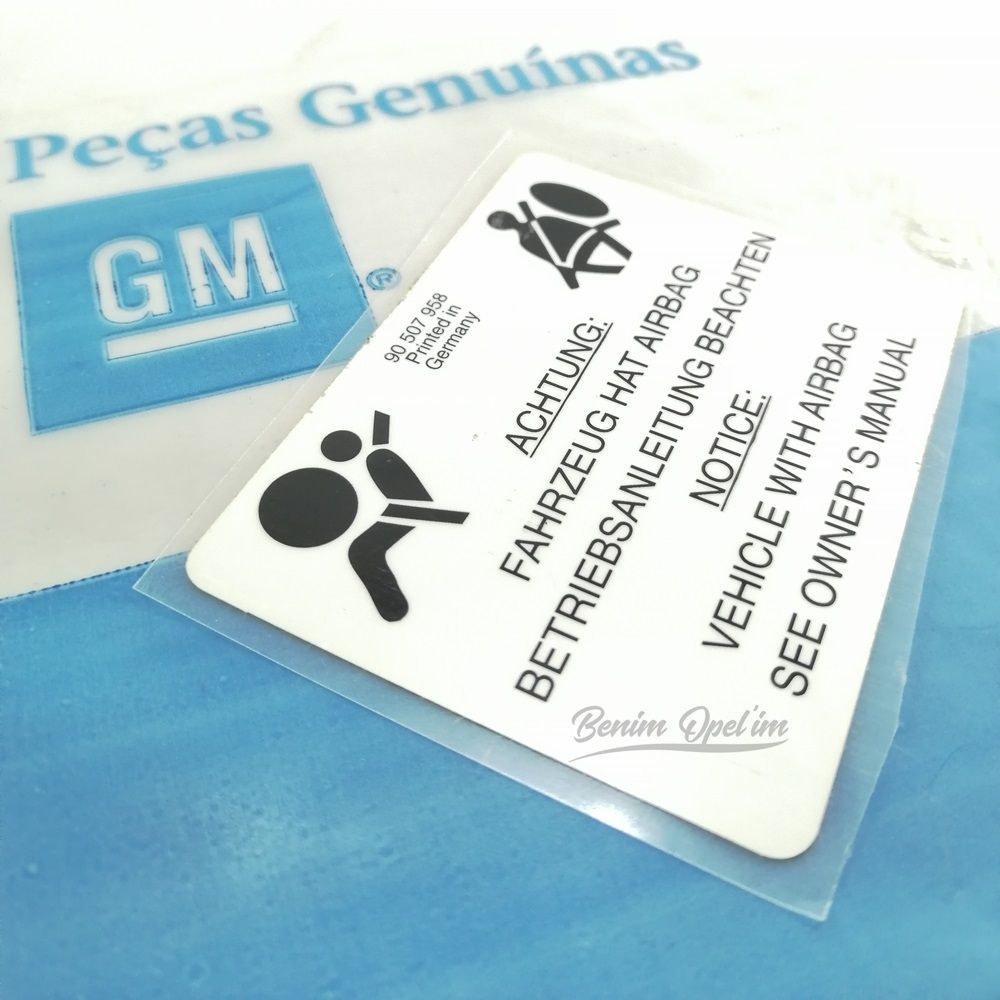 Peças Genuínas
GM®
90 507 958
Printed in
Germany
ACHTUNG:
FAHRZEUG HAT AIRBAG
BETRIEBSANLEITUNG BEACHTEN
NOTICE:
VEHICLE WITH AIRBAG
SEE OWNER'S MANUAL
Benim Opel'im